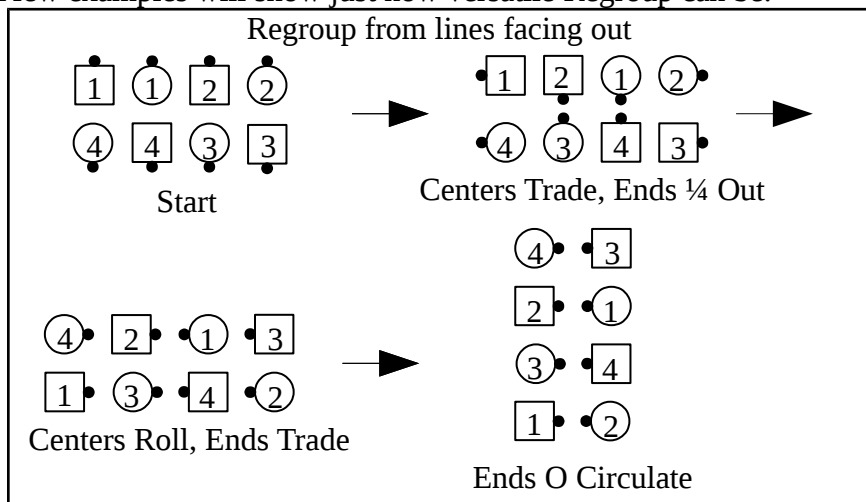 Regroup from lines facing out
1 1 2 2
4 4 3 3
Start
1 2 1 2
4 3 4 3
Centers Trade, Ends ¼ Out
4 2 1 3
1 3 4 2
Centers Roll, Ends Trade
4 3
2 1
3 4
1 2
Ends O Circulate